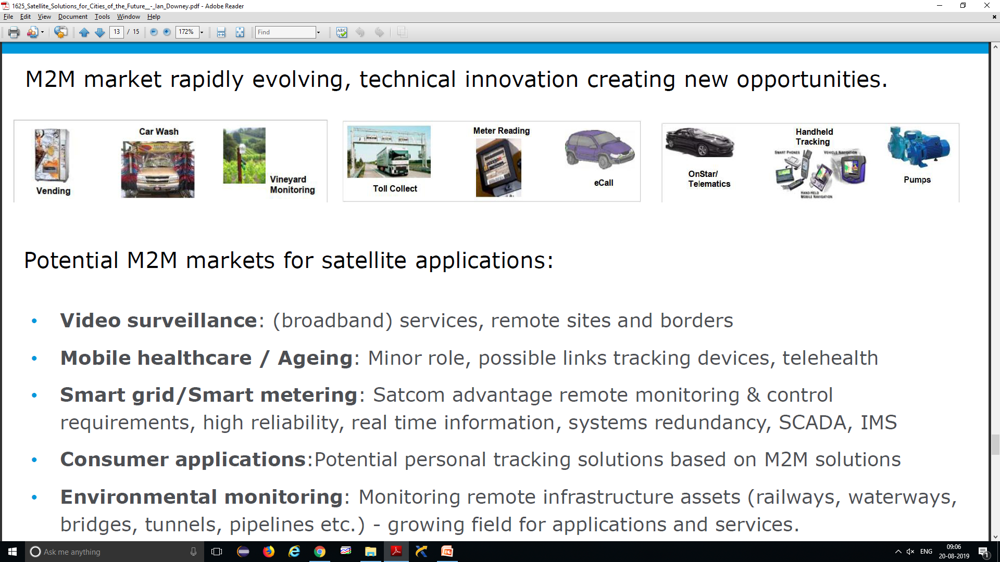 1625_Satellite_Solutions_for_Cities_of_the_Future__-_Ian_Downey.pdf - Adobe Reader
File Edit View Document Tools Window Help
13 / 15 172% Find
M2M market rapidly evolving, technical innovation creating new opportunities.
Vending
Car Wash
Vineyard
Monitoring
Toll Collect
Meter Reading
eCall
OnStar/
Telematics
Handheld
Tracking
SMART PHONES
VEHICLE NAVIGATION
HAND-HELD
MOBILE NAVIGATION
Pumps
Potential M2M markets for satellite applications:
• Video surveillance: (broadband) services, remote sites and borders
• Mobile healthcare / Ageing: Minor role, possible links tracking devices, telehealth
• Smart grid/Smart metering: Satcom advantage remote monitoring & control
requirements, high reliability, real time information, systems redundancy, SCADA, IMS
• Consumer applications:Potential personal tracking solutions based on M2M solutions
• Environmental monitoring: Monitoring remote infrastructure assets (railways, waterways,
bridges, tunnels, pipelines etc.) - growing field for applications and services.
Ask me anything
ENG
09:06
20-08-2019
1